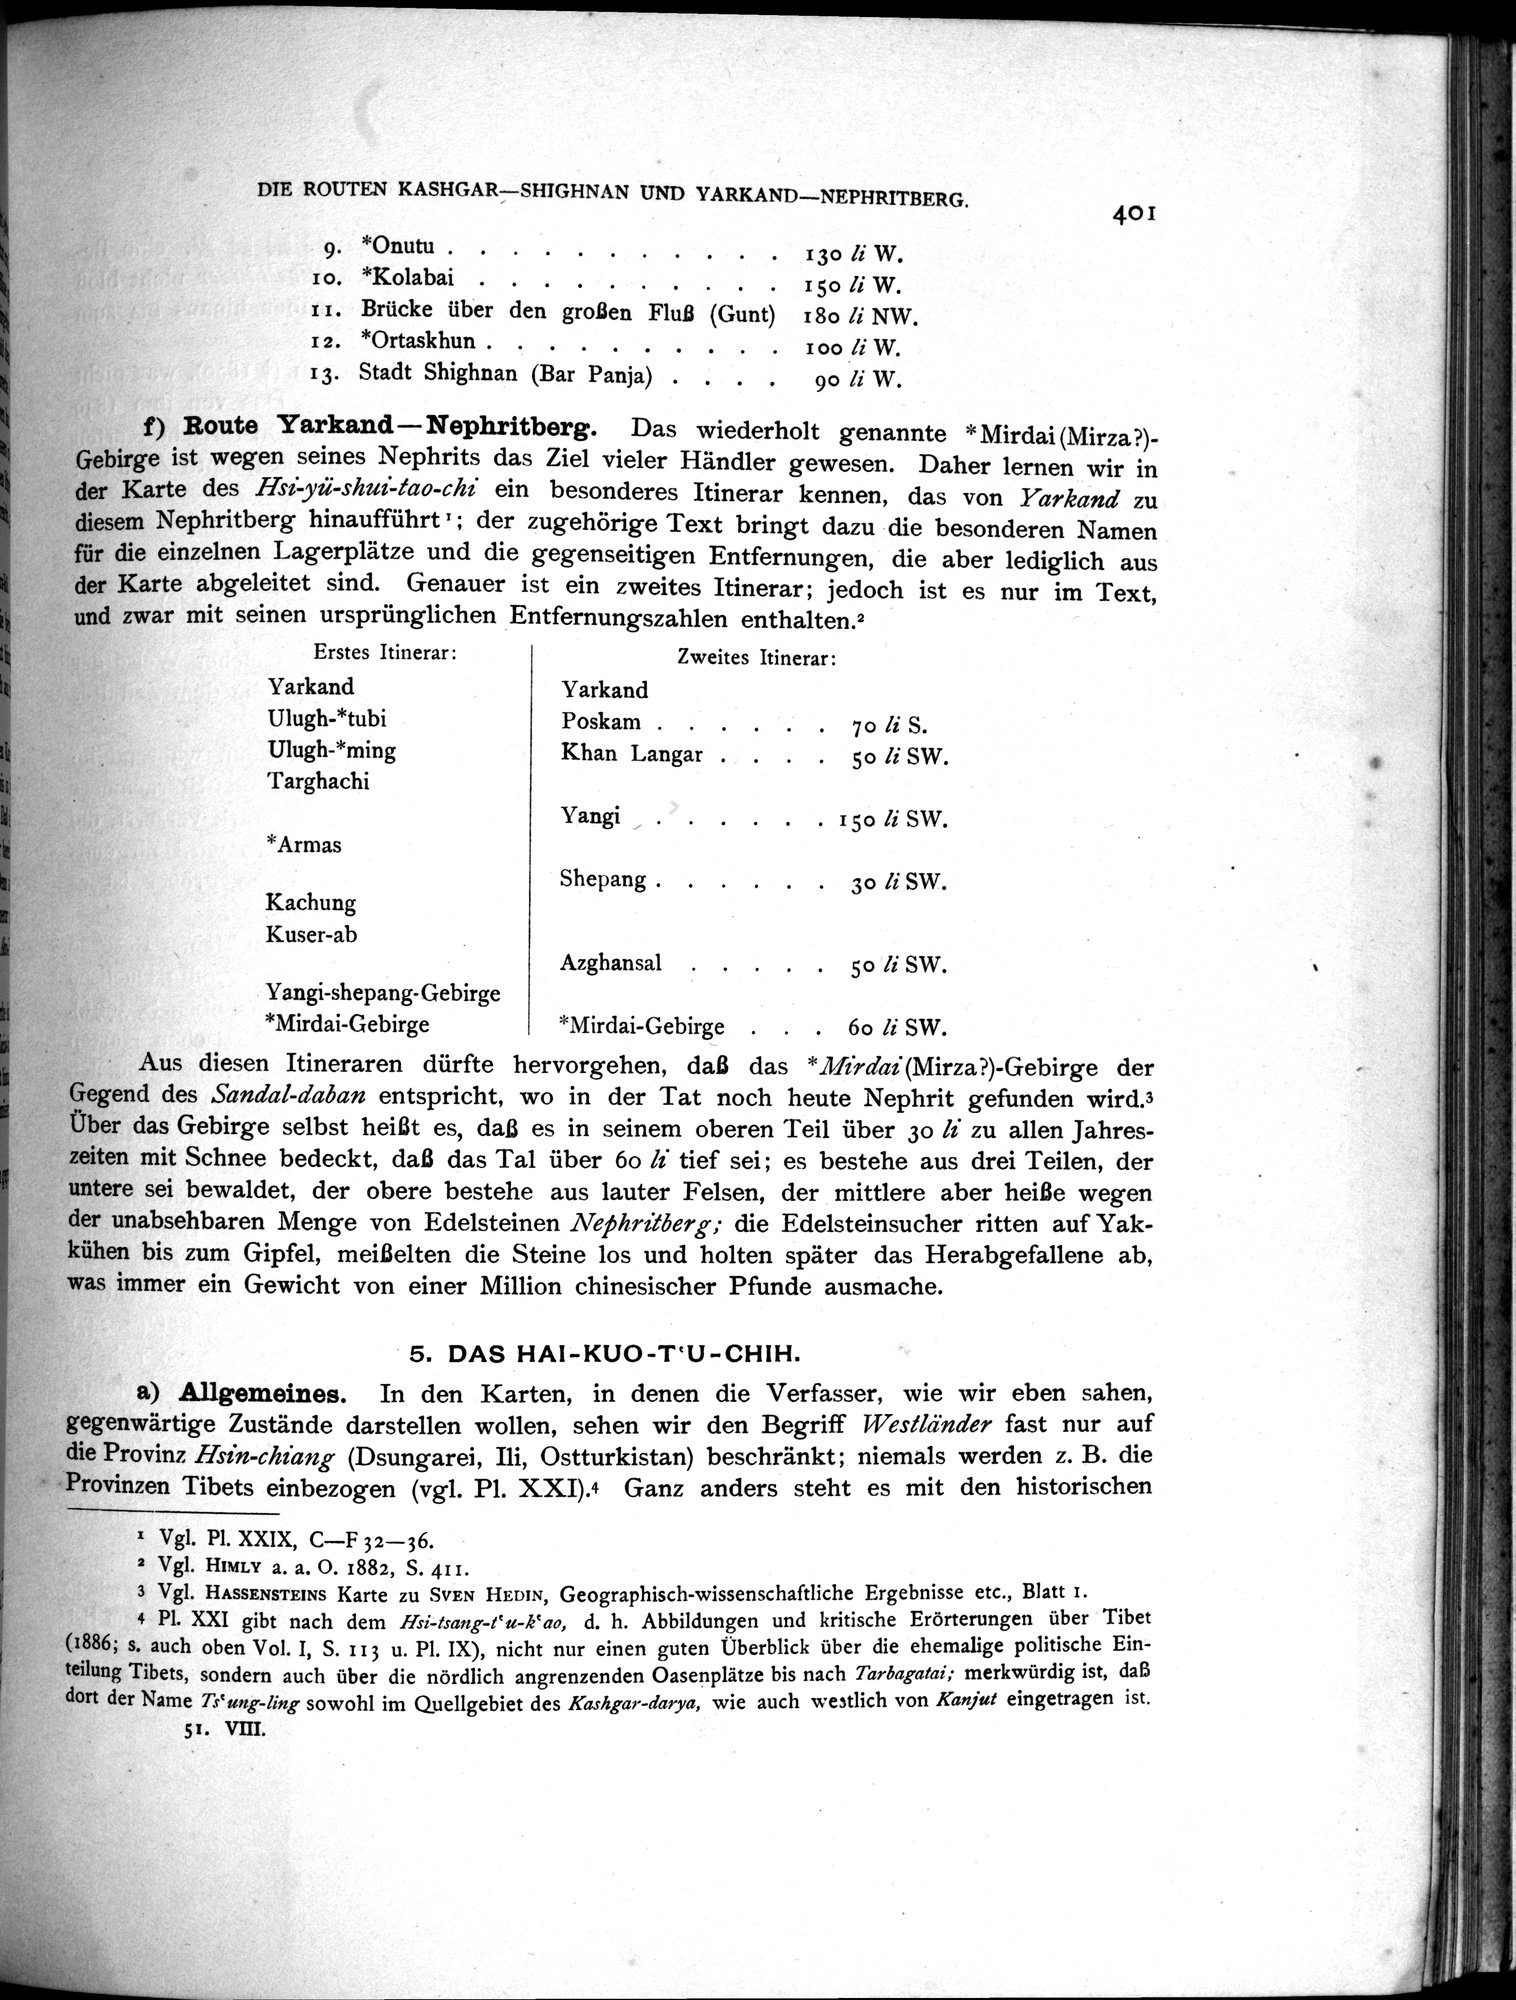 DIE ROUTEN KASHGAR—SHIGHNAN UND YARKAND—NEPHRITBERG.
401
9. *Onutu . . . . . . . . . . . 130 li W.
10. *Kolabai . . . . . . . . . . 150 li W.
11. Brücke über den großen Fluß (Gunt) 180 li NW.
12. *Ortaskhun . . . . . . . . . . 100 li W.
13. Stadt Shighnan (Bar Panja) . . . . 90 li W.
f) Route Yarkand—Nephritberg. Das wiederholt genannte *Mirdai (Mirza?)-
Gebirge ist wegen seines Nephrits das Ziel vieler Händler gewesen. Daher lernen wir in
der Karte des Hsi-yü-shui-tao-chi ein besonderes Itinerar kennen, das von Yarkand zu
diesem Nephritberg hinaufführt¹; der zugehörige Text bringt dazu die besonderen Namen
für die einzelnen Lagerplätze und die gegenseitigen Entfernungen, die aber lediglich aus
der Karte abgeleitet sind. Genauer ist ein zweites Itinerar; jedoch ist es nur im Text,
und zwar mit seinen ursprünglichen Entfernungszahlen enthalten.²
Erstes Itinerar:
Yarkand
Ulugh-*tubi
Ulugh-*ming
Targhachi
*Armas
Kachung
Kuser-ab
Yangi-shepang-Gebirge
*Mirdai-Gebirge
Zweites Itinerar:
Yarkand
Poskam . . . . . . 70 li S.
Khan Langar . . . . 50 li SW.
Yangi . . . . . . 150 li SW.
Shepang . . . . . . 30 li SW.
Azghansal . . . . . 50 li SW.
*Mirdai-Gebirge . . . 60 li SW.
Aus diesen Itineraren dürfte hervorgehen, daß das *Mirdai (Mirza?)-Gebirge der
Gegend des Sandal-daban entspricht, wo in der Tat noch heute Nephrit gefunden wird.³
Über das Gebirge selbst heißt es, daß es in seinem oberen Teil über 30 li zu allen Jahres-
zeiten mit Schnee bedeckt, daß das Tal über 60 li tief sei; es bestehe aus drei Teilen, der
untere sei bewaldet, der obere bestehe aus lauter Felsen, der mittlere aber heiße wegen
der unabsehbaren Menge von Edelsteinen Nephritberg; die Edelsteinsucher ritten auf Yak-
kühen bis zum Gipfel, meißelten die Steine los und holten später das Herabgefallene ab,
was immer ein Gewicht von einer Million chinesischer Pfunde ausmache.
5. DAS HAI-KUO-TʻU-CHIH.
a) Allgemeines. In den Karten, in denen die Verfasser, wie wir eben sahen,
gegenwärtige Zustände darstellen wollen, sehen wir den Begriff Westländer fast nur auf
die Provinz Hsin-chiang (Dsungarei, Ili, Ostturkistan) beschränkt; niemals werden z. B. die
Provinzen Tibets einbezogen (vgl. Pl. XXI).⁴ Ganz anders steht es mit den historischen
¹ Vgl. Pl. XXIX, C—F 32—36.
² Vgl. HIMLY a. a. O. 1882, S. 411.
³ Vgl. HASSENSTEINS Karte zu SVEN HEDIN, Geographisch-wissenschaftliche Ergebnisse etc., Blatt 1.
⁴ Pl. XXI gibt nach dem Hsi-tsang-tʻu-kʻao, d. h. Abbildungen und kritische Erörterungen über Tibet
(1886; s. auch oben Vol. I, S. 113 u. Pl. IX), nicht nur einen guten Überblick über die ehemalige politische Ein-
teilung Tibets, sondern auch über die nördlich angrenzenden Oasenplätze bis nach Tarbagatai; merkwürdig ist, daß
dort der Name Tsʻung-ling sowohl im Quellgebiet des Kashgar-darya, wie auch westlich von Kanjut eingetragen ist.
51. VIII.